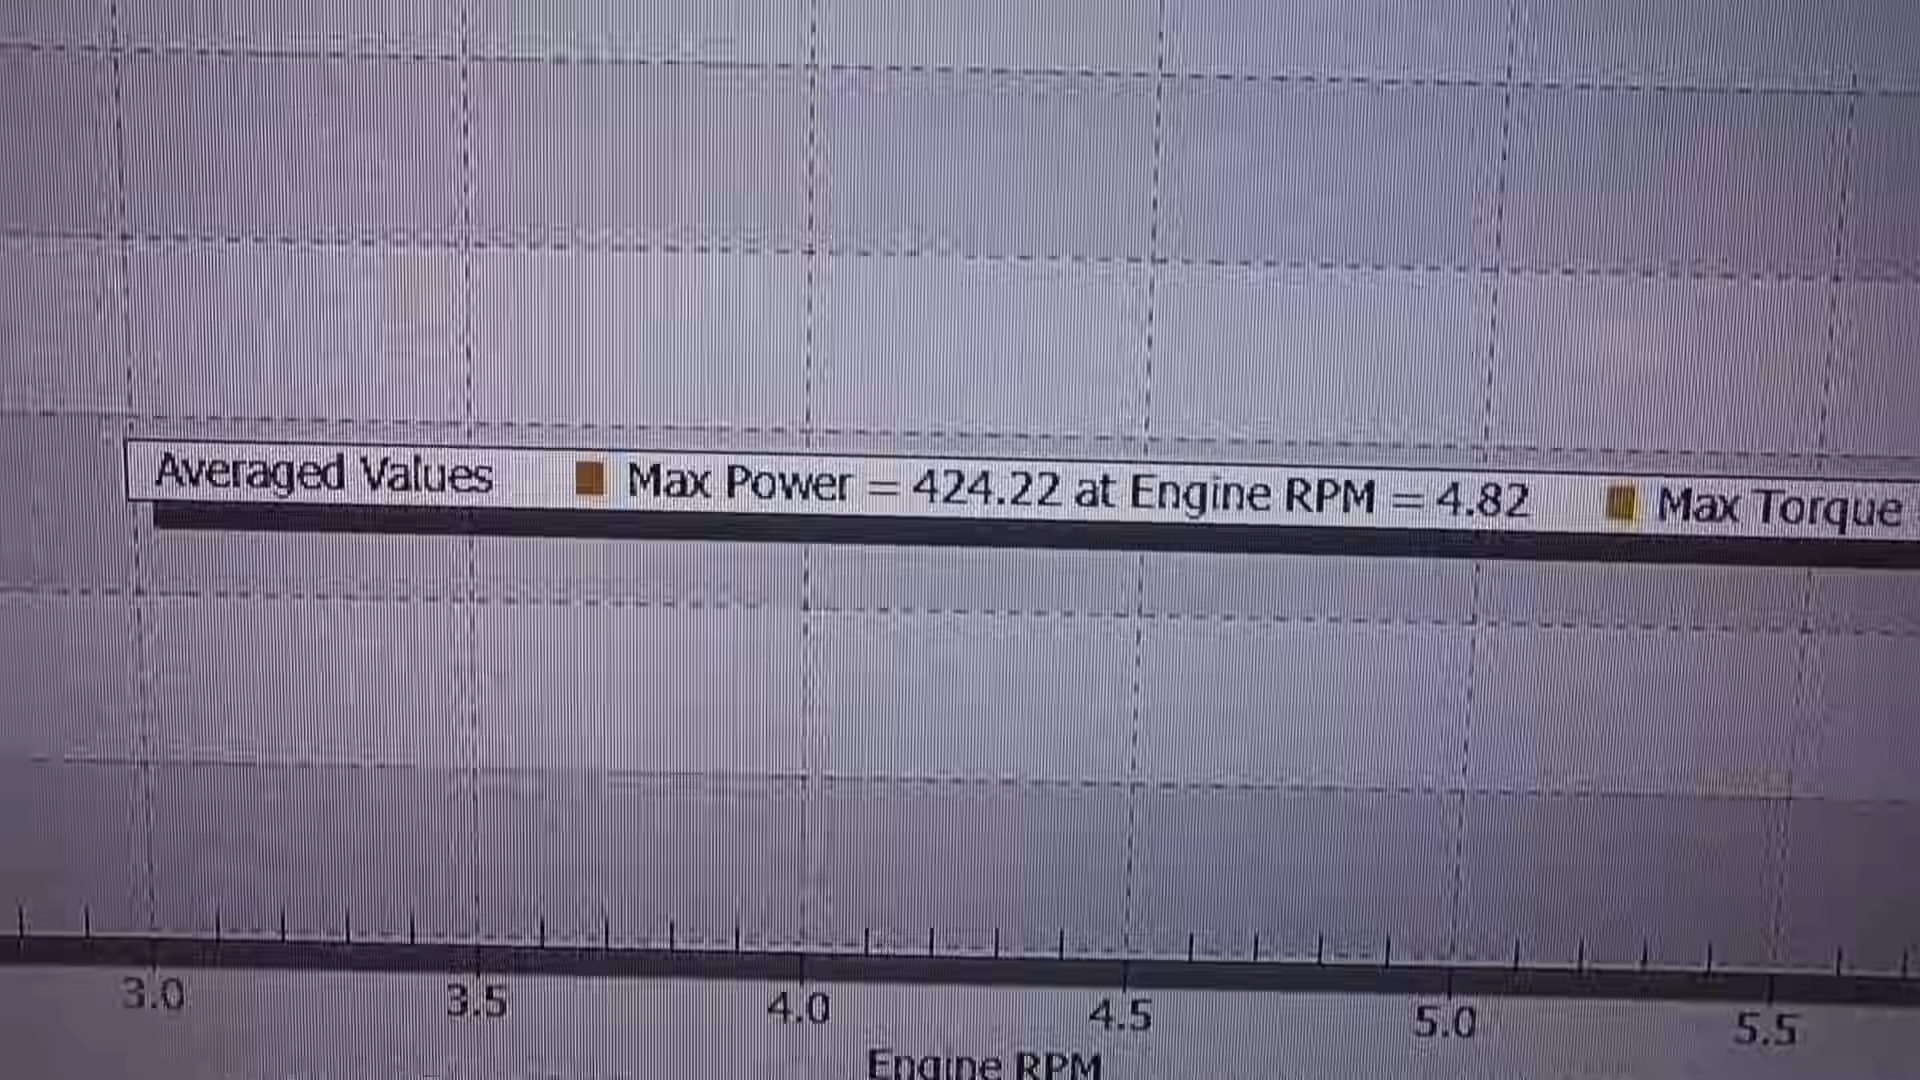 Averaged Values Max Power = 424.22 at Engine RPM = 4.82 Max Torque
3.0 3.5 4.0 4.5 5.0 5.5
Engine RPM